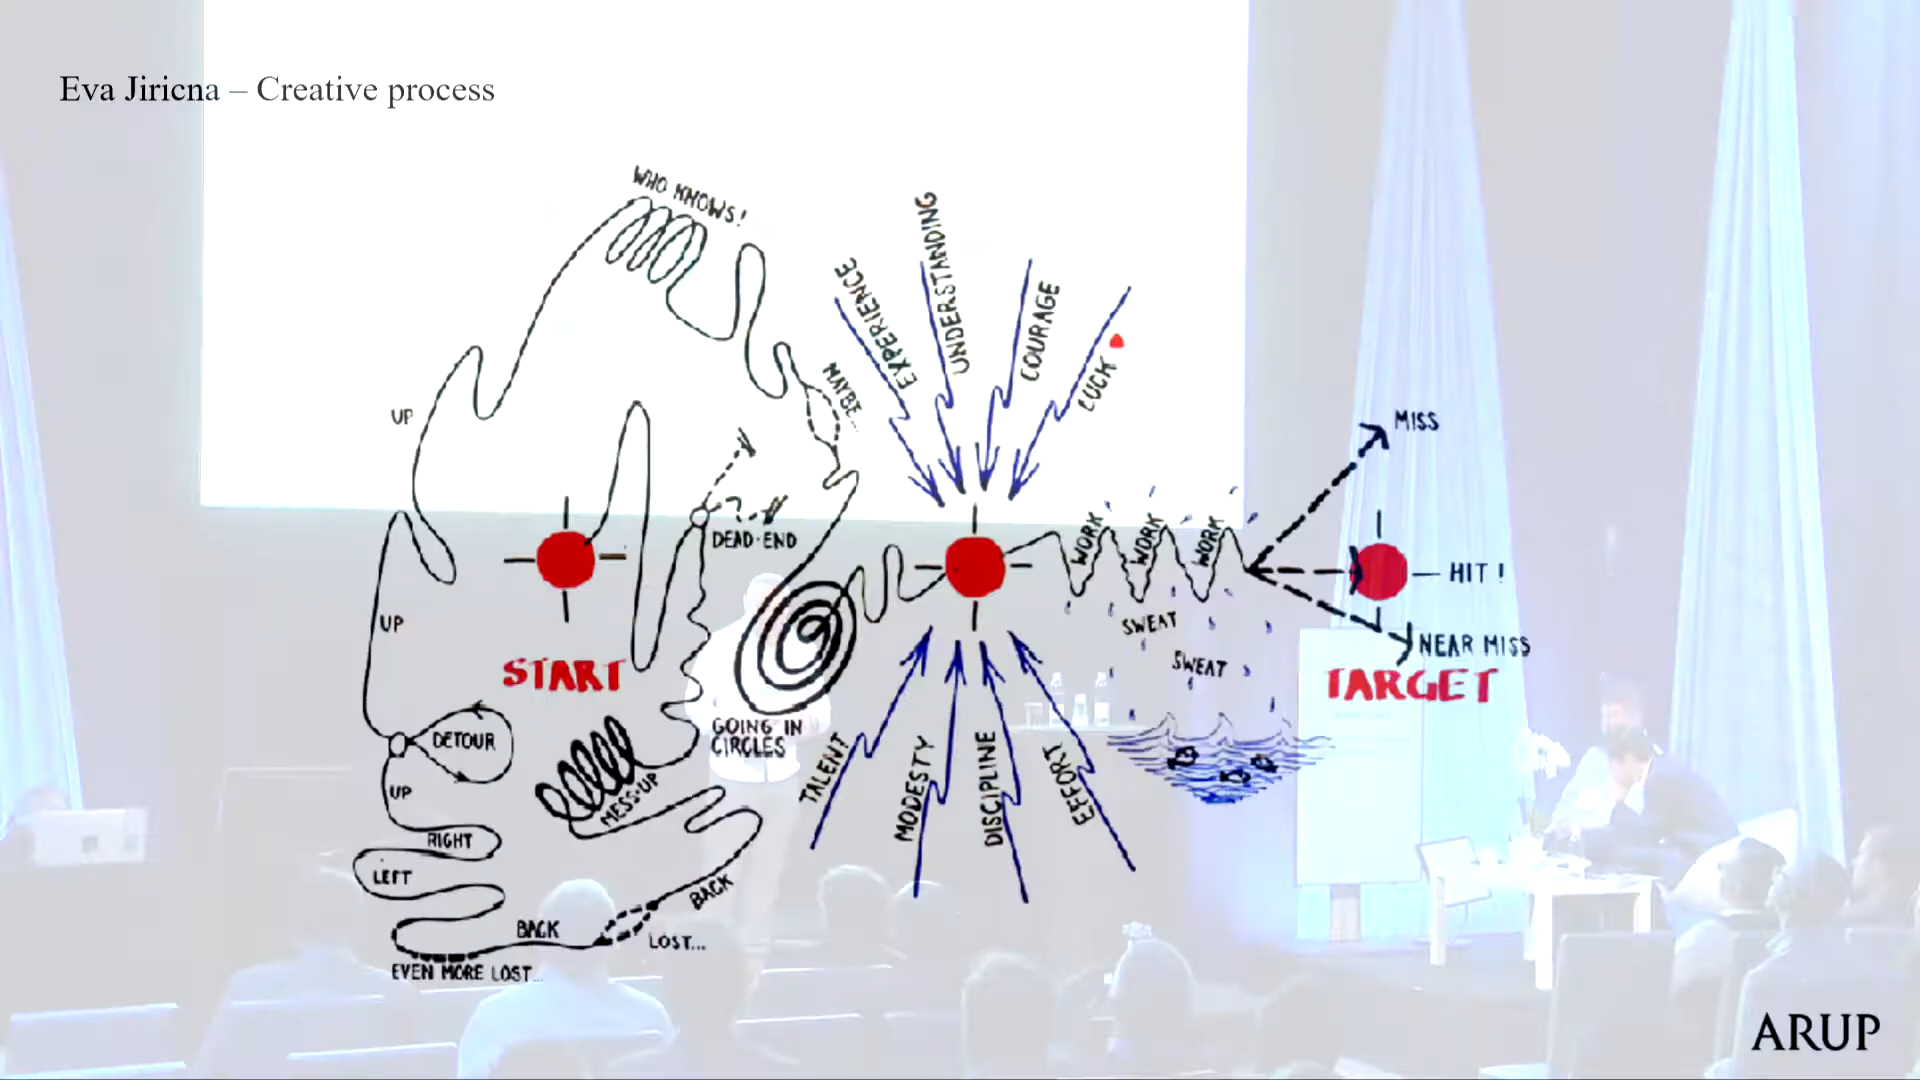 Eva Jiricna – Creative process
WHO KNOWS!
EXPERIENCE
UNDERSTANDING
COURAGE
LUCK
MAYBE...
UP
MISS
DEAD-END
WORK
WORK
WORK
HIT!
UP
SWEAT
SWEAT
NEAR MISS
START
TARGET
DETOUR
GOING IN
CIRCLES
UP
MESS-UP
TALENT
MODESTY
DISCIPLINE
EFFORT
RIGHT
LEFT
BACK
BACK
LOST...
EVEN MORE LOST...
ARUP